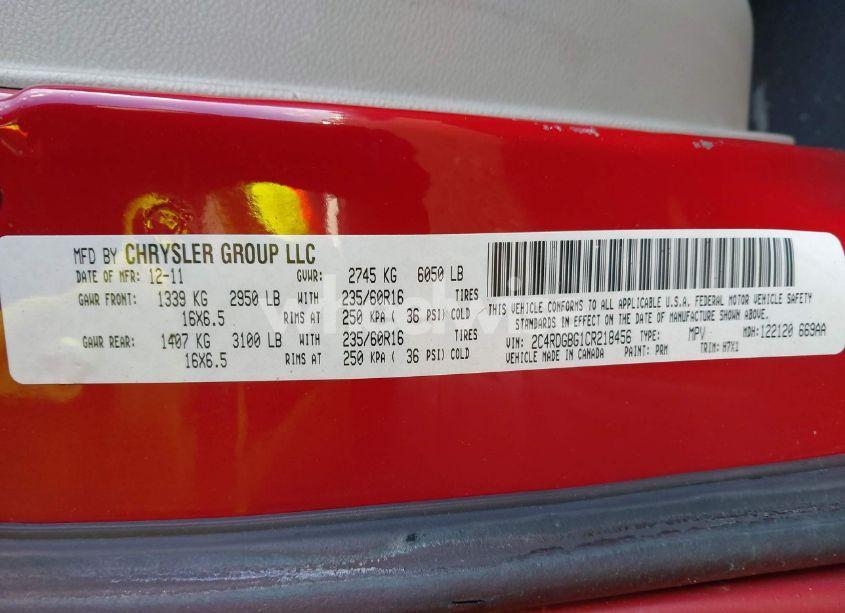 MFD BY CHRYSLER GROUP LLC
DATE OF MFR: 12-11 GVWR: 2745 KG 6050 LB
GAWR FRONT: 1339 KG 2950 LB WITH 235/60R16 TIRES
16X6.5 RIMS AT 250 KPA ( 36 PSI) COLD
GAWR REAR: 1407 KG 3100 LB WITH 235/60R16 TIRES
16X6.5 RIMS AT 250 KPA ( 36 PSI) COLD
THIS VEHICLE CONFORMS TO ALL APPLICABLE U.S.A. FEDERAL MOTOR VEHICLE SAFETY
STANDARDS IN EFFECT ON THE DATE OF MANUFACTURE SHOWN ABOVE.
VIN: 2C4RDGBG1CR218456 TYPE: MPV MDH: 122120 669AA
VEHICLE MADE IN CANADA PAINT: PRM TRIM: H7X1